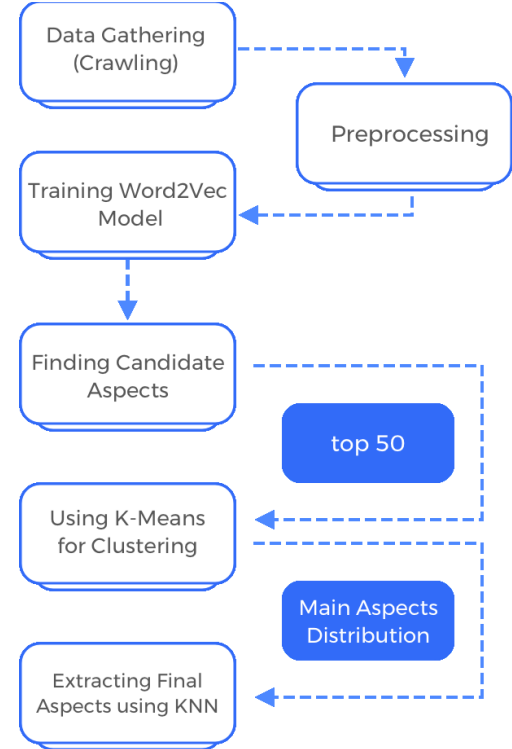 Data Gathering
(Crawling)
Preprocessing
Training Word2Vec
Model
Finding Candidate
Aspects
top 50
Using K-Means
for Clustering
Main Aspects
Distribution
Extracting Final
Aspects using KNN